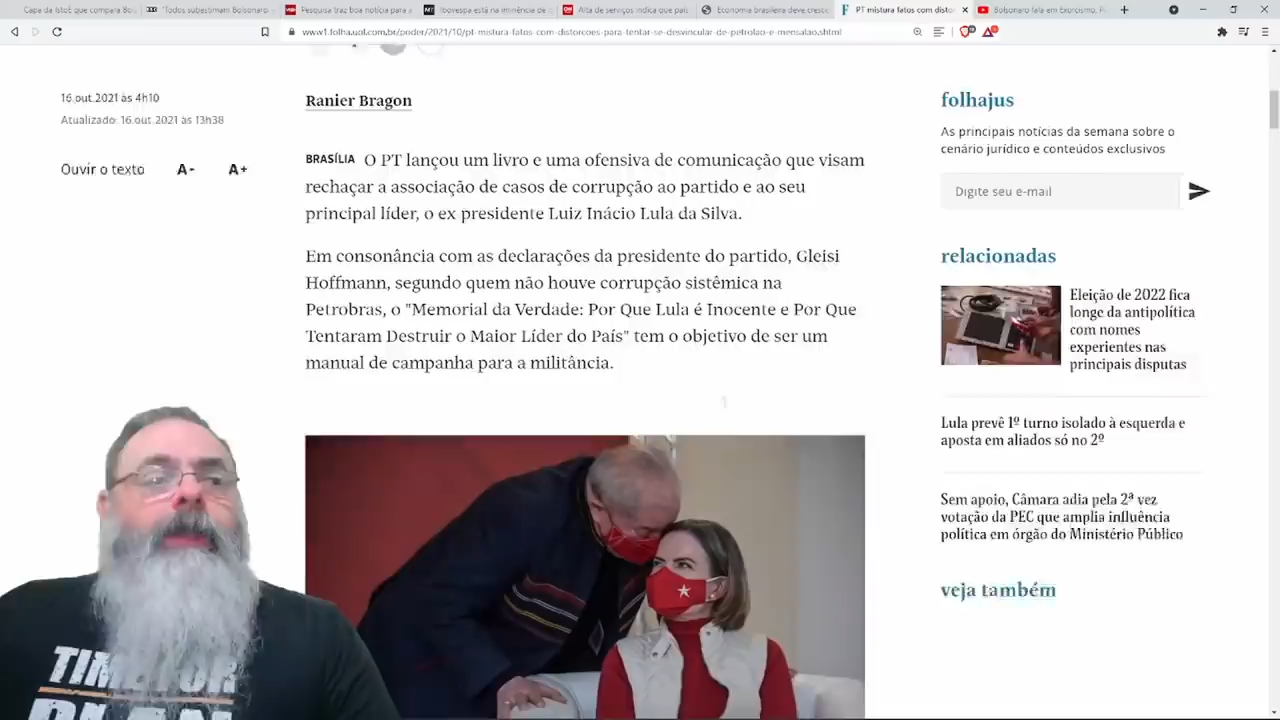 Capa da IstoÉ que compara Bo
"Todos subestimam Bolsonaro
Pesquisa traz boa notícia para
está na iminência de
Alta de serviços indica que país
Economia brasileira deve cresc
PT mistura fatos com distor
Bolsonaro fala em Exorcismo, P
www1.folha.uol.com.br/poder/2021/10/pt-mistura-fatos-com-distorcoes-para-tentar-se-desvincular-de-petrolao-e-mensalao.shtml
16.out.2021 às 4h10
Atualizado: 16.out.2021 às 13h38
Ouvir o texto A- A+
Ranier Bragon
BRASÍLIA O PT lançou um livro e uma ofensiva de comunicação que visam
rechaçar a associação de casos de corrupção ao partido e ao seu
principal líder, o ex presidente Luiz Inácio Lula da Silva.
Em consonância com as declarações da presidente do partido, Gleisi
Hoffmann, segundo quem não houve corrupção sistêmica na
Petrobras, o "Memorial da Verdade: Por Que Lula é Inocente e Por Que
Tentaram Destruir o Maior Líder do País" tem o objetivo de ser um
manual de campanha para a militância.
folhajus
As principais notícias da semana sobre o
cenário jurídico e conteúdos exclusivos
Digite seu e-mail
relacionadas
Eleição de 2022 fica
longe da antipolítica
com nomes
experientes nas
principais disputas
Lula prevê 1º turno isolado à esquerda e
aposta em aliados só no 2º
Sem apoio, Câmara adia pela 2ª vez
votação da PEC que amplia influência
política em órgão do Ministério Público
veja também